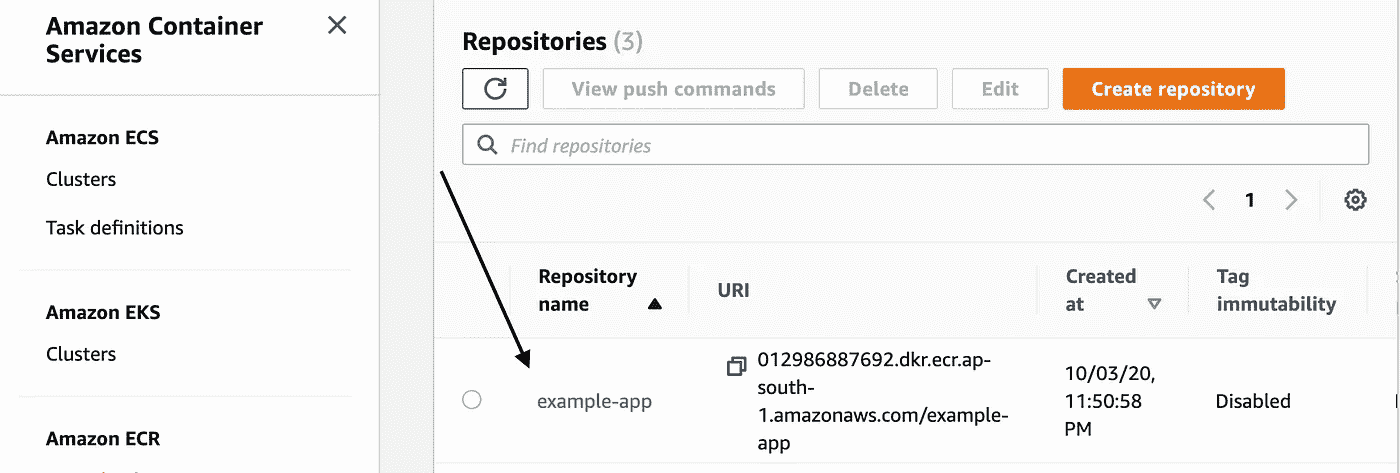 Amazon Container
Services
Amazon ECS
Clusters
Task definitions
Amazon EKS
Clusters
Amazon ECR
Repositories (3)
View push commands
Delete
Edit
Create repository
Find repositories
1
Repository
name
URI
Created
at
Tag
immutability
example-app
012986887692.dkr.ecr.ap-
south-
1.amazonaws.com/example-
app
10/03/20,
11:50:58
PM
Disabled